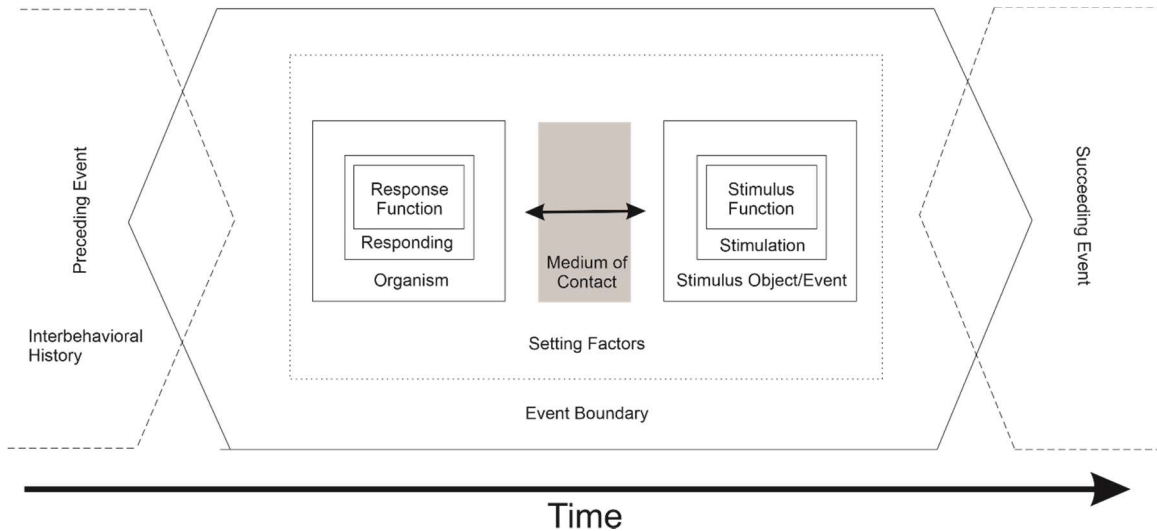 Preceding Event
Interbehavioral
History
Response
Function
Responding
Organism
Medium of
Contact
Stimulus
Function
Stimulation
Stimulus Object/Event
Setting Factors
Event Boundary
Succeeding Event
Time